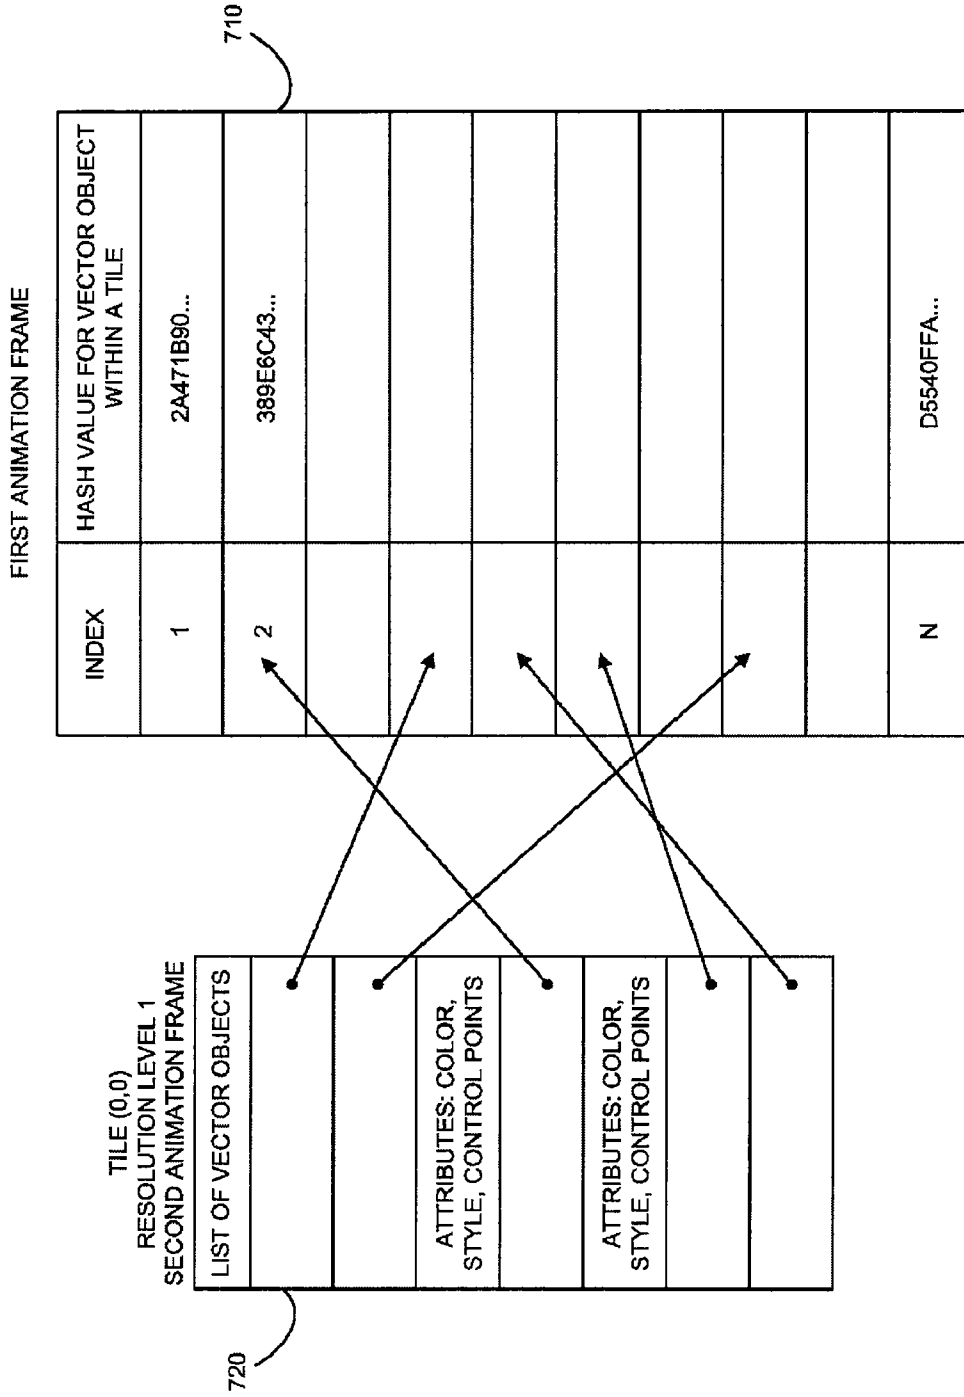 FIRST ANIMATION FRAME
710
INDEX
HASH VALUE FOR VECTOR OBJECT
WITHIN A TILE
1
2A471B90...
2
389E6C43...
N
D5540FFA...
TILE (0,0)
RESOLUTION LEVEL 1
SECOND ANIMATION FRAME
720
LIST OF VECTOR OBJECTS
ATTRIBUTES: COLOR,
STYLE, CONTROL POINTS
ATTRIBUTES: COLOR,
STYLE, CONTROL POINTS